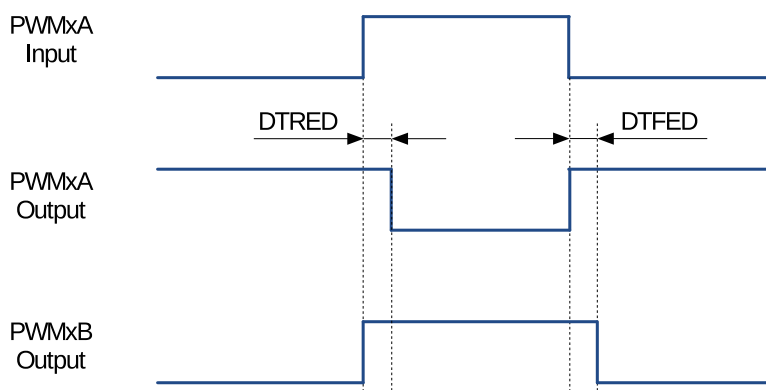 PWMxA
Input
DTRED
DTFED
PWMxA
Output
PWMxB
Output